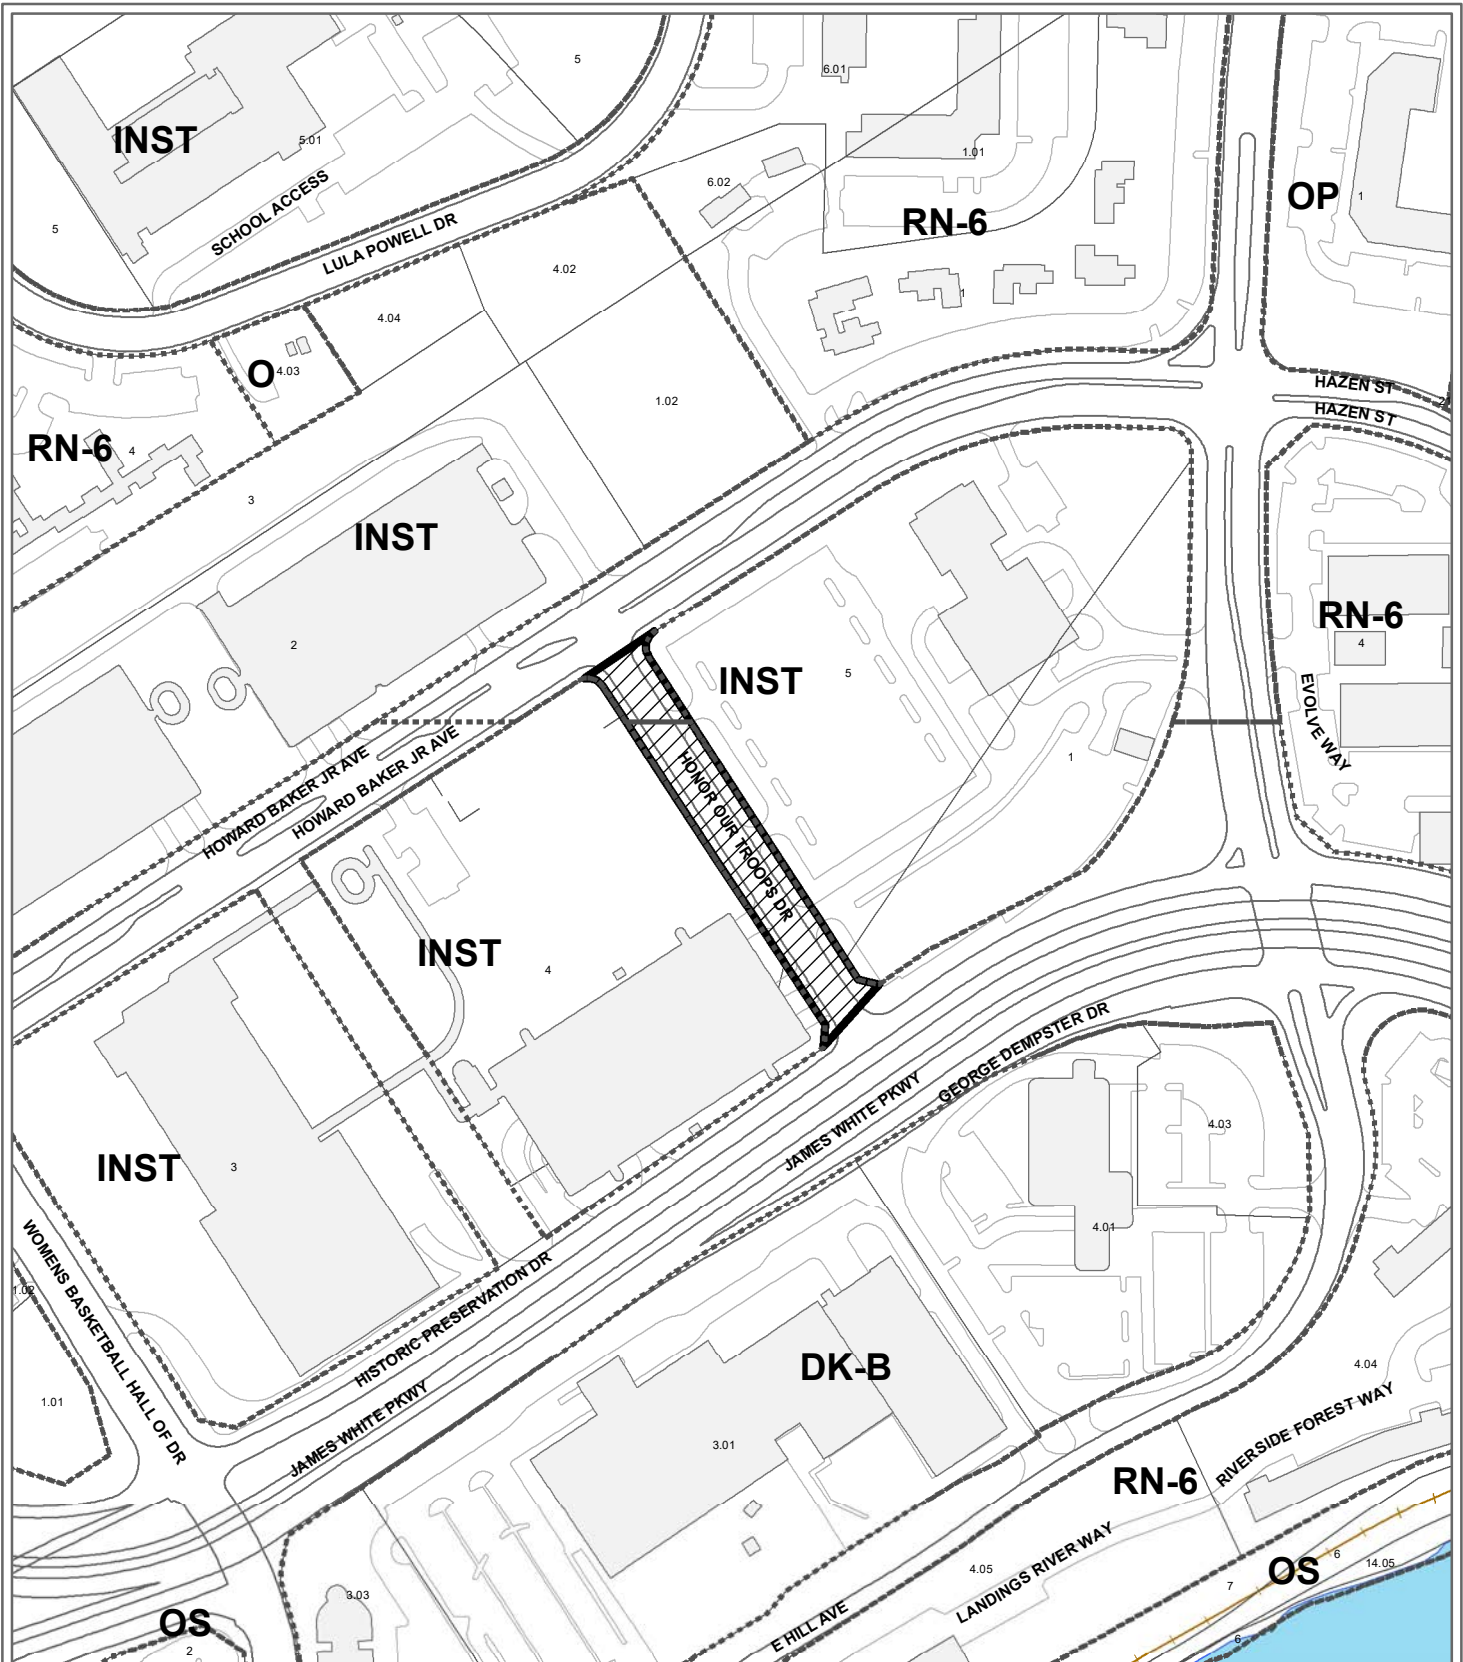 5
6.01
INST
5.01
1.01
SCHOOL ACCESS
6.02
OP
1
RN-6
5
LULA POWELL DR
4.02
1
4.04
O
4.03
HAZEN ST
1.02
HAZEN ST
RN-6
4
3
INST
RN-6
2
4
INST
5
EVOLVE WAY
HOWARD BAKER JR AVE
HOWARD BAKER JR AVE
HONOR OUR TROOPS DR
1
INST
4
GEORGE DEMPSTER DR
JAMES WHITE PKWY
4.03
INST
3
4.01
WOMENS BASKETBALL HALL OF DR
1.02
HISTORIC PRESERVATION DR
JAMES WHITE PKWY
DK-B
4.04
1.01
3.01
RIVERSIDE FOREST WAY
RN-6
LANDINGS RIVER WAY
4.05
OS
6
14.05
7
3.03
E HILL AVE
OS
2
6